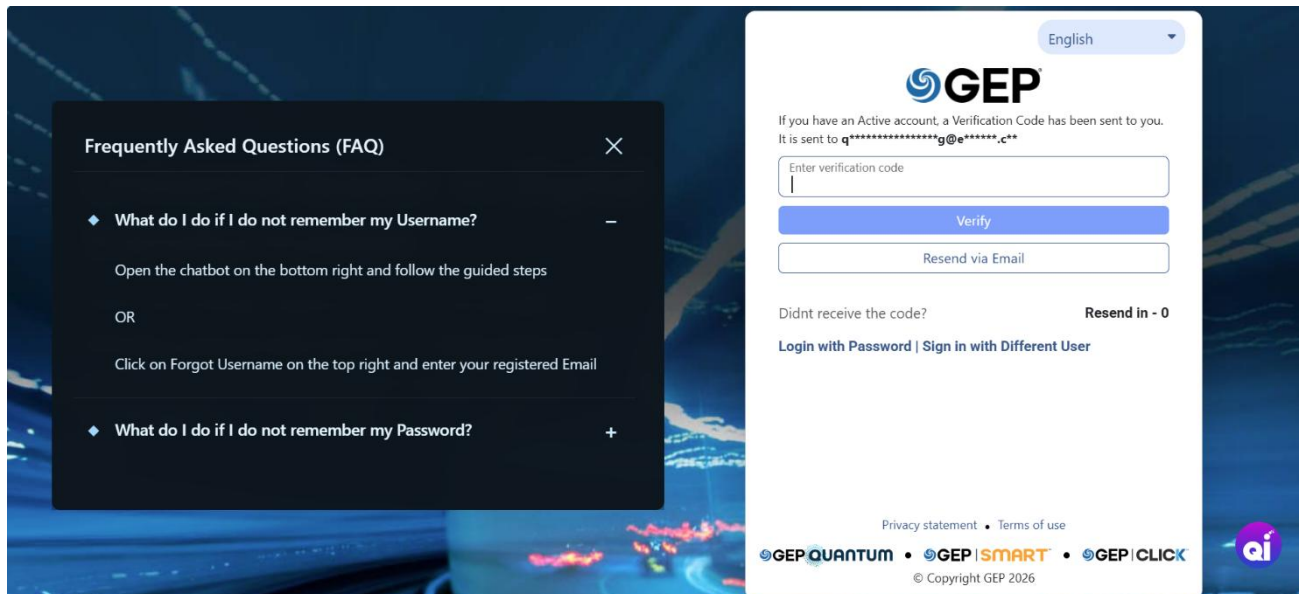 Frequently Asked Questions (FAQ)
What do I do if I do not remember my Username?
Open the chatbot on the bottom right and follow the guided steps
OR
Click on Forgot Username on the top right and enter your registered Email
What do I do if I do not remember my Password?
English
GEP
If you have an Active account, a Verification Code has been sent to you.
It is sent to q****************g@e******.c**
Enter verification code
Verify
Resend via Email
Didnt receive the code? Resend in - 0
Login with Password | Sign in with Different User
Privacy statement • Terms of use
GEP QUANTUM • GEP | SMART • GEP | CLICK
© Copyright GEP 2026
qi